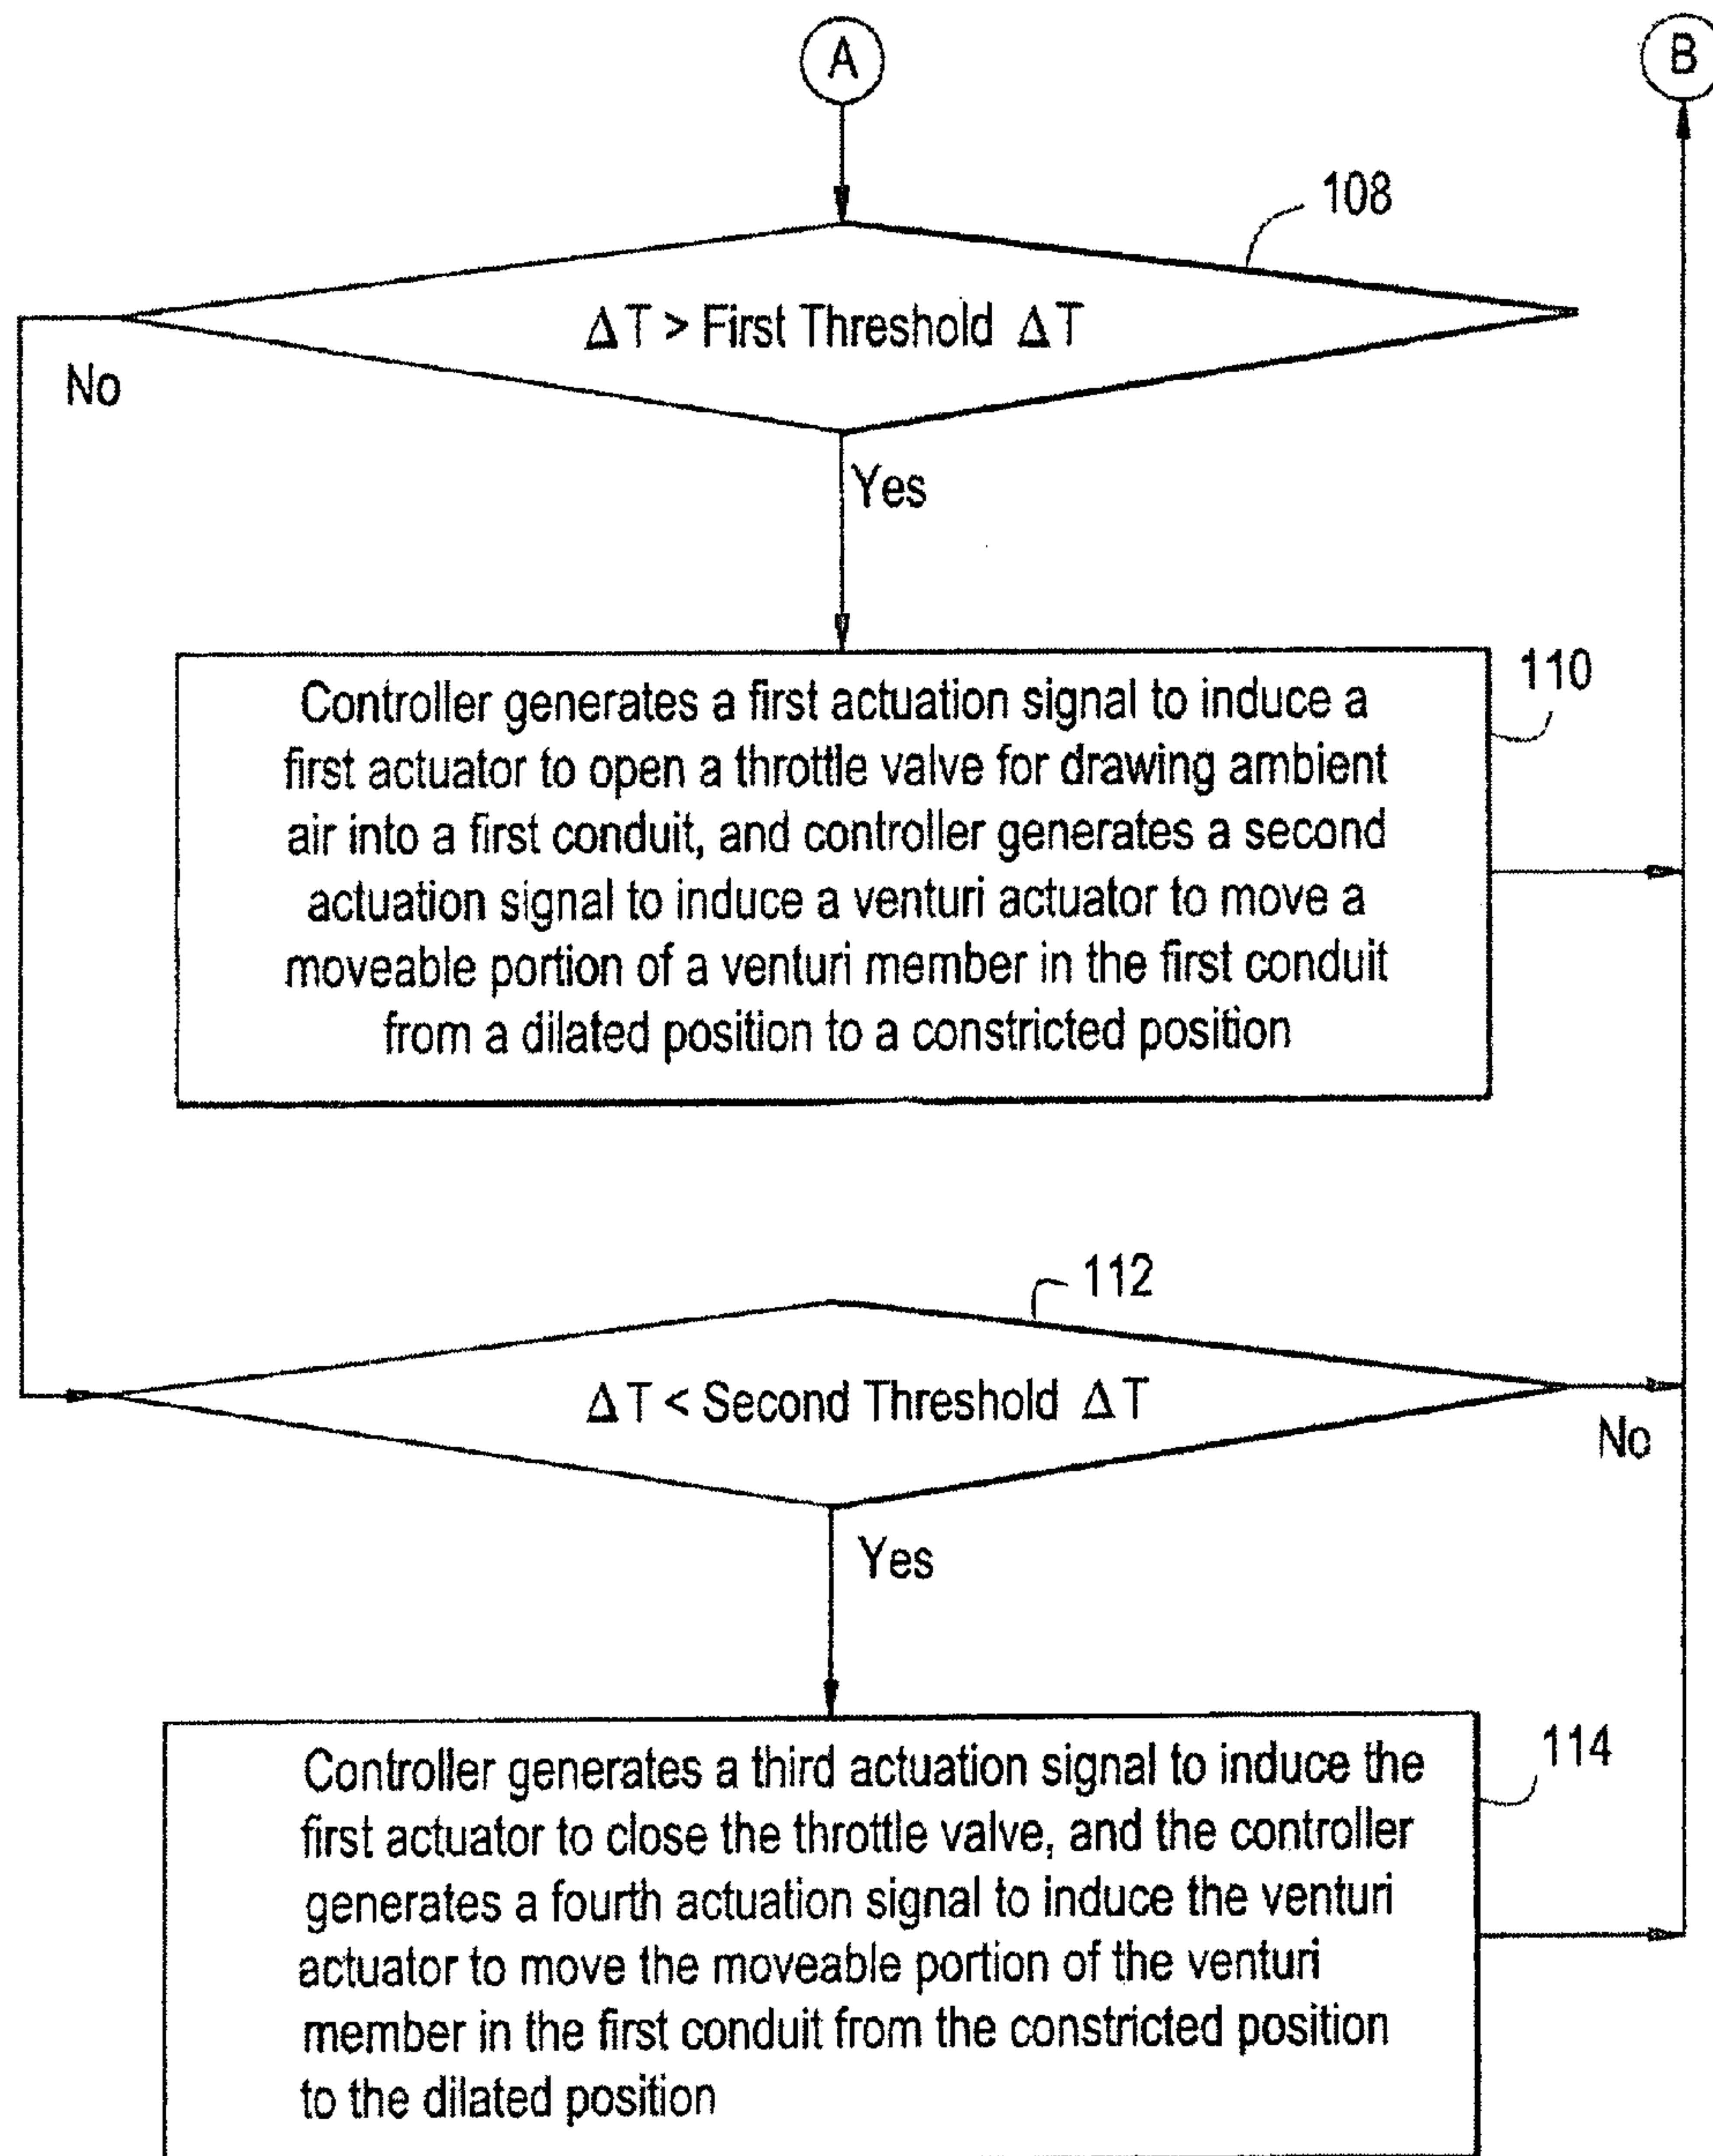 A
B
108
ΔT > First Threshold ΔT
No
Yes
110
Controller generates a first actuation signal to induce a
first actuator to open a throttle valve for drawing ambient
air into a first conduit, and controller generates a second
actuation signal to induce a venturi actuator to move a
moveable portion of a venturi member in the first conduit
from a dilated position to a constricted position
112
ΔT < Second Threshold ΔT
No
Yes
114
Controller generates a third actuation signal to induce the
first actuator to close the throttle valve, and the controller
generates a fourth actuation signal to induce the venturi
actuator to move the moveable portion of the venturi
member in the first conduit from the constricted position
to the dilated position